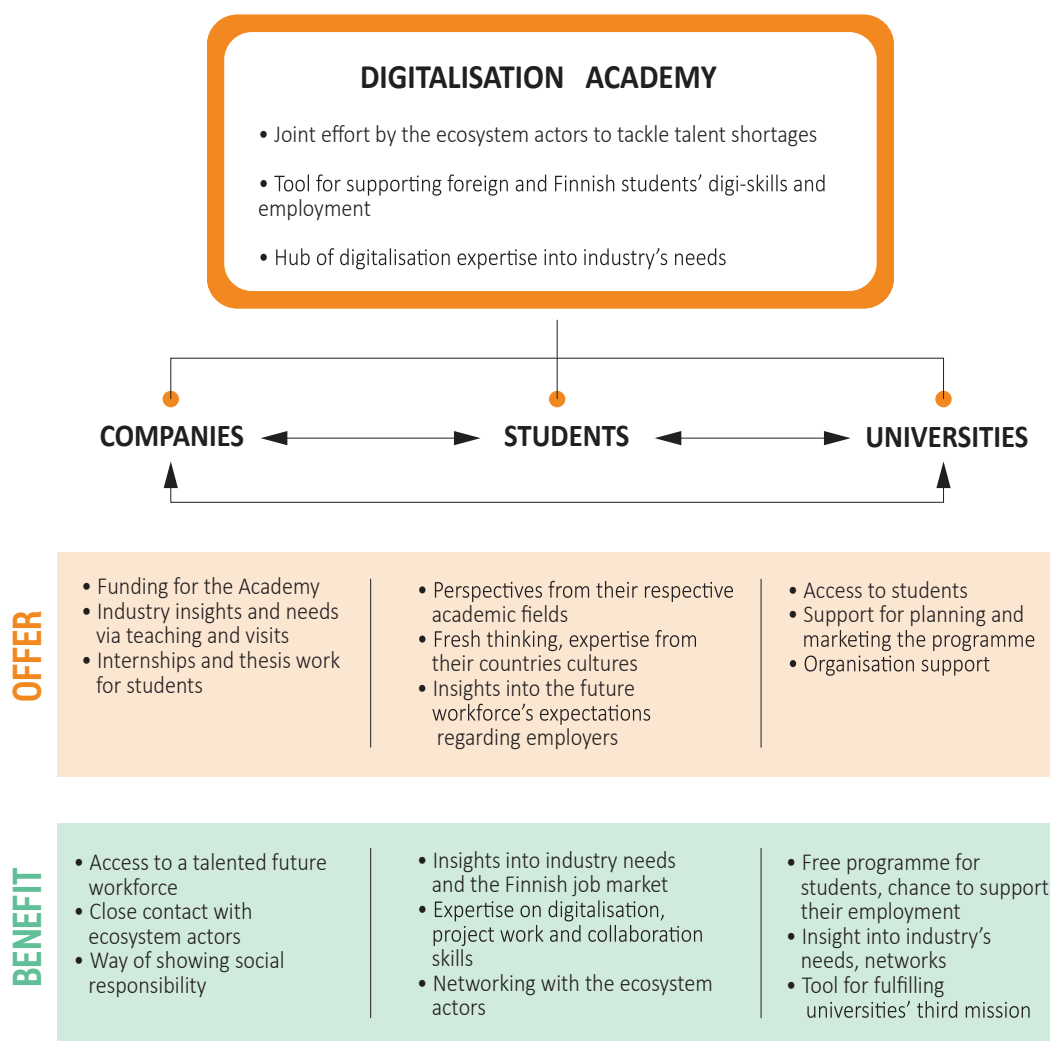 DIGITALISATION ACADEMY
• Joint effort by the ecosystem actors to tackle talent shortages
• Tool for supporting foreign and Finnish students’ digi-skills and
employment
• Hub of digitalisation expertise into industry’s needs
COMPANIES
STUDENTS
UNIVERSITIES
OFFER
• Funding for the Academy
• Industry insights and needs
via teaching and visits
• Internships and thesis work
for students
• Perspectives from their respective
academic fields
• Fresh thinking, expertise from
their countries cultures
• Insights into the future
workforce’s expectations
regarding employers
• Access to students
• Support for planning and
marketing the programme
• Organisation support
BENEFIT
• Access to a talented future
workforce
• Close contact with
ecosystem actors
• Way of showing social
responsibility
• Insights into industry needs
and the Finnish job market
• Expertise on digitalisation,
project work and collaboration
skills
• Networking with the ecosystem
actors
• Free programme for
students, chance to support
their employment
• Insight into industry’s
needs, networks
• Tool for fulfilling
universities’ third mission